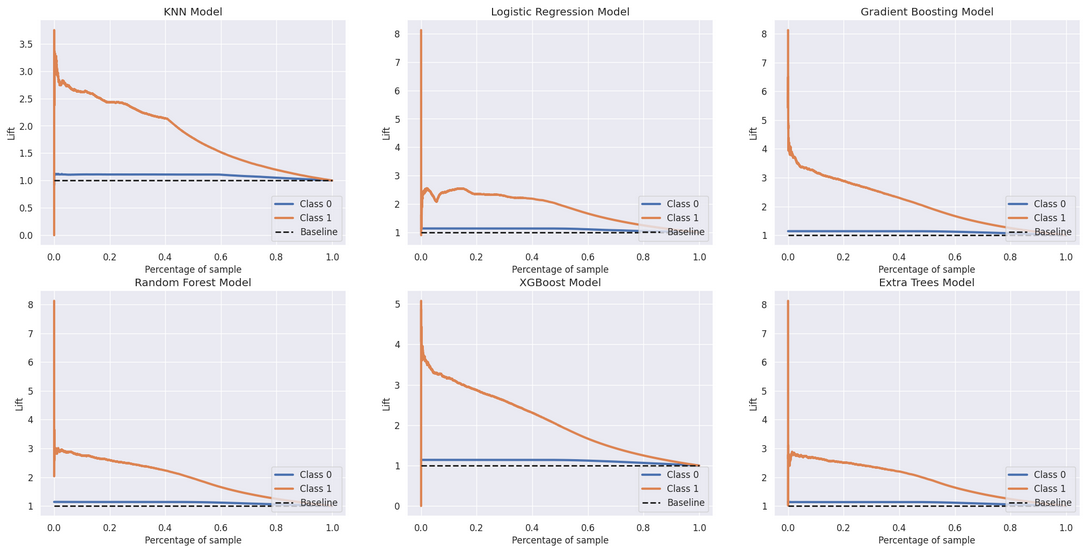 KNN Model
Lift
3.5
3.0
2.5
2.0
1.5
1.0
0.5
0.0
Class 0
Class 1
Baseline
0.0 0.2 0.4 0.6 0.8 1.0
Percentage of sample
Logistic Regression Model
Lift
8
7
6
5
4
3
2
1
Class 0
Class 1
Baseline
0.0 0.2 0.4 0.6 0.8 1.0
Percentage of sample
Gradient Boosting Model
Lift
8
7
6
5
4
3
2
1
Class 0
Class 1
Baseline
0.0 0.2 0.4 0.6 0.8 1.0
Percentage of sample
Random Forest Model
Lift
8
7
6
5
4
3
2
1
Class 0
Class 1
Baseline
0.0 0.2 0.4 0.6 0.8 1.0
Percentage of sample
XGBoost Model
Lift
5
4
3
2
1
0
Class 0
Class 1
Baseline
0.0 0.2 0.4 0.6 0.8 1.0
Percentage of sample
Extra Trees Model
Lift
8
7
6
5
4
3
2
1
Class 0
Class 1
Baseline
0.0 0.2 0.4 0.6 0.8 1.0
Percentage of sample